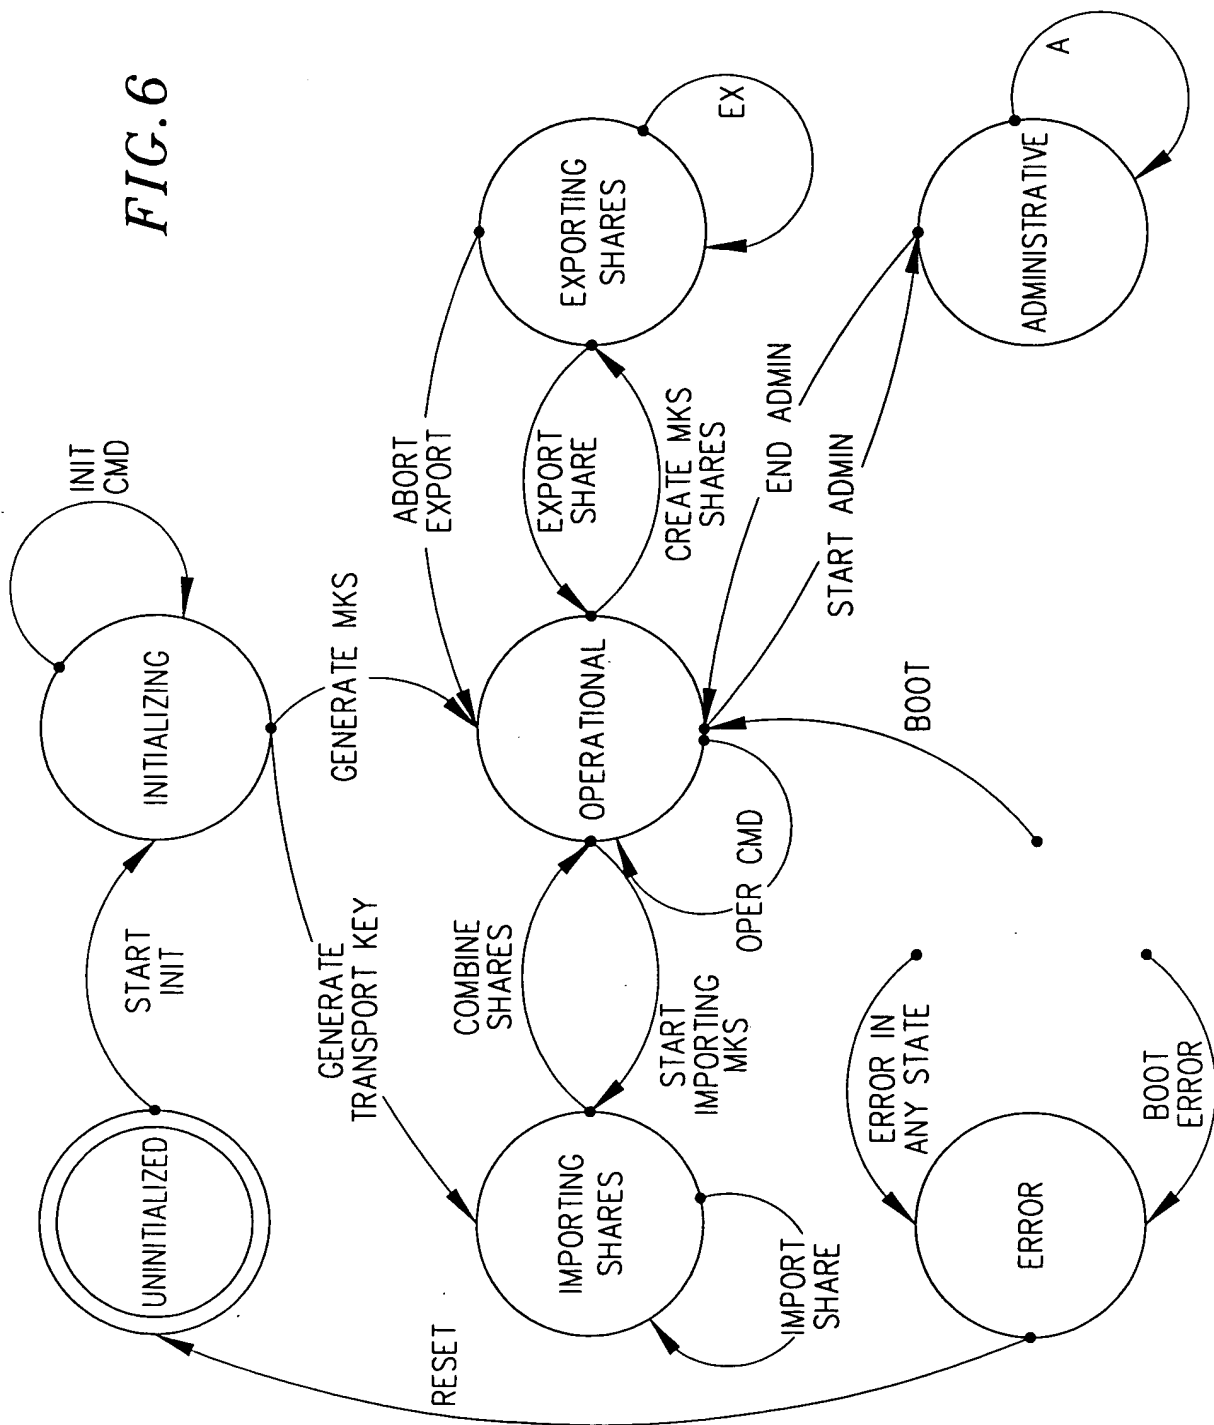 FIG.6
UNINITIALIZED
START
INIT
INITIALIZING
INIT
CMD
RESET
GENERATE
TRANSPORT KEY
GENERATE MKS
ABORT
EXPORT
IMPORTING
SHARES
COMBINE
SHARES
START
IMPORTING
MKS
IMPORT
SHARE
OPERATIONAL
OPER CMD
EXPORT
SHARE
CREATE MKS
SHARES
EXPORTING
SHARES
EX
END ADMIN
START ADMIN
BOOT
ERROR IN
ANY STATE
BOOT
ERROR
ERROR
ADMINISTRATIVE
A